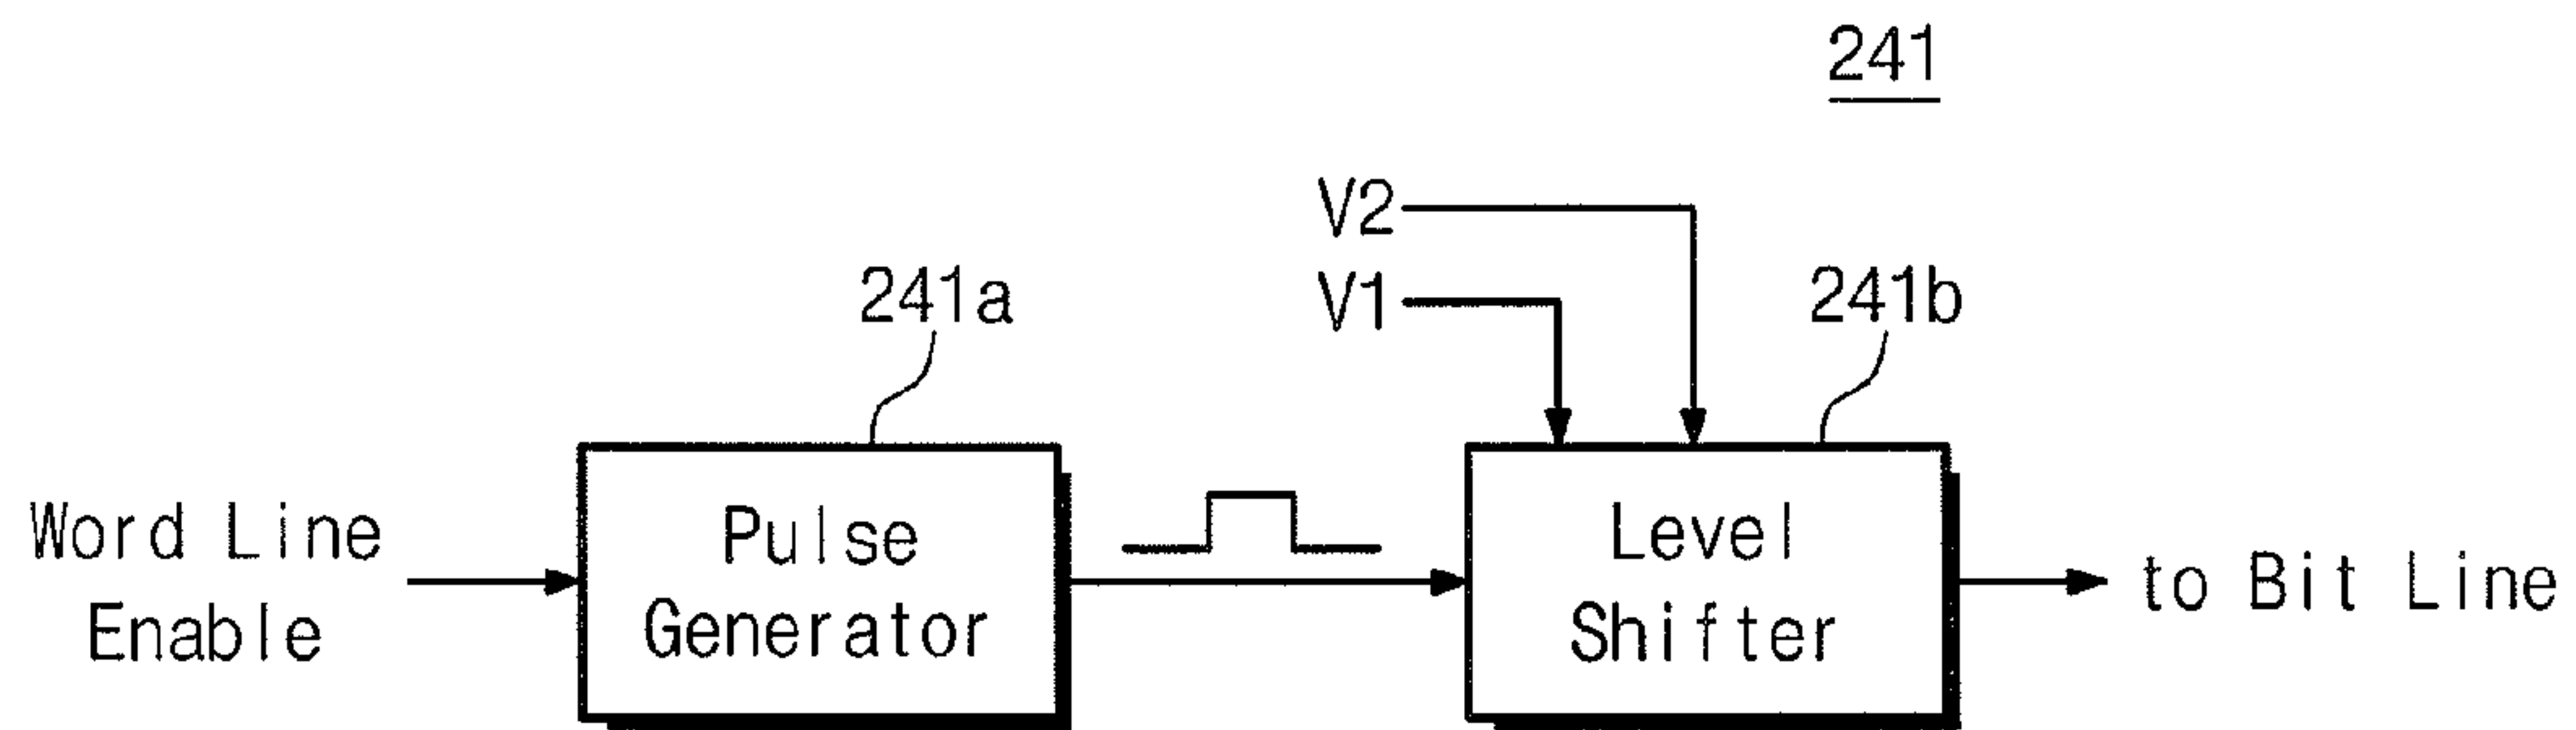 241
V2
V1
241a
241b
Word Line
Enable
Pulse
Generator
Level
Shifter
to Bit Line